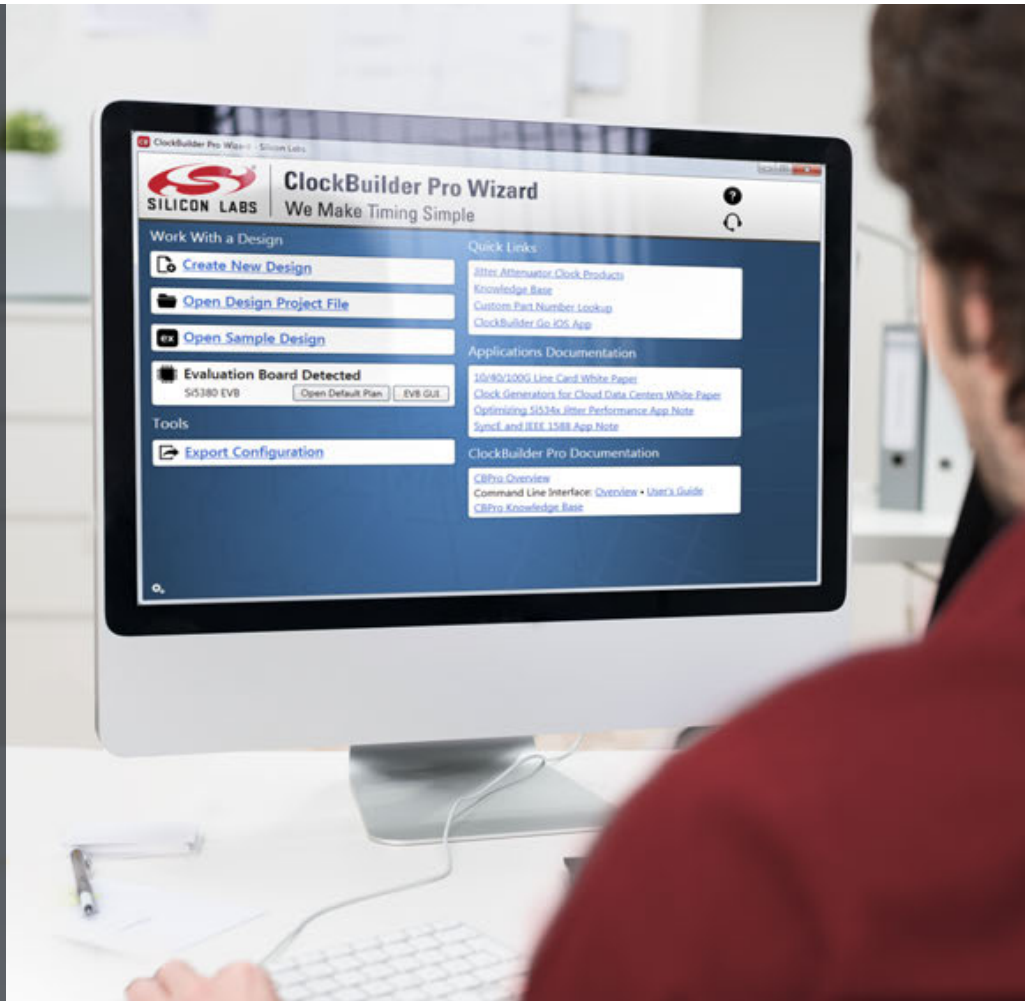 ClockBuilder Pro Wizard - Silicon Labs
SILICON LABS
ClockBuilder Pro Wizard
We Make Timing Simple
?
Work With a Design
Create New Design
Open Design Project File
ex Open Sample Design
Evaluation Board Detected
Si5380 EVB
Open Default Plan
EVB GUI
Tools
Export Configuration
Quick Links
Jitter Attenuator Clock Products
Knowledge Base
Custom Part Number Lookup
ClockBuilder Go iOS App
Applications Documentation
10/40/100G Line Card White Paper
Clock Generators for Cloud Data Centers White Paper
Optimizing Si534x Jitter Performance App Note
SyncE and IEEE 1588 App Note
ClockBuilder Pro Documentation
CBPro Overview
Command Line Interface: Overview • User's Guide
CBPro Knowledge Base